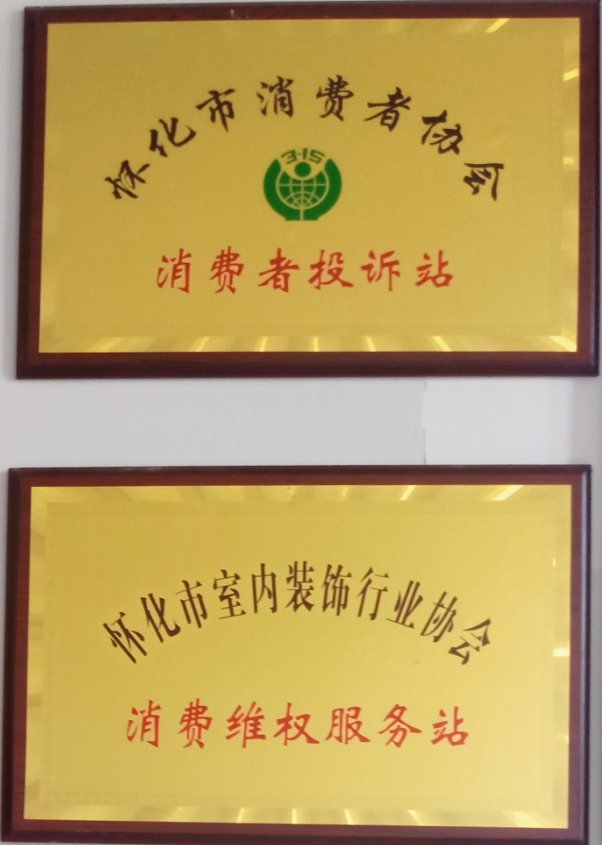 怀化市消费者协会
3·15
消费者投诉站
怀化市室内装饰行业协会
消费维权服务站